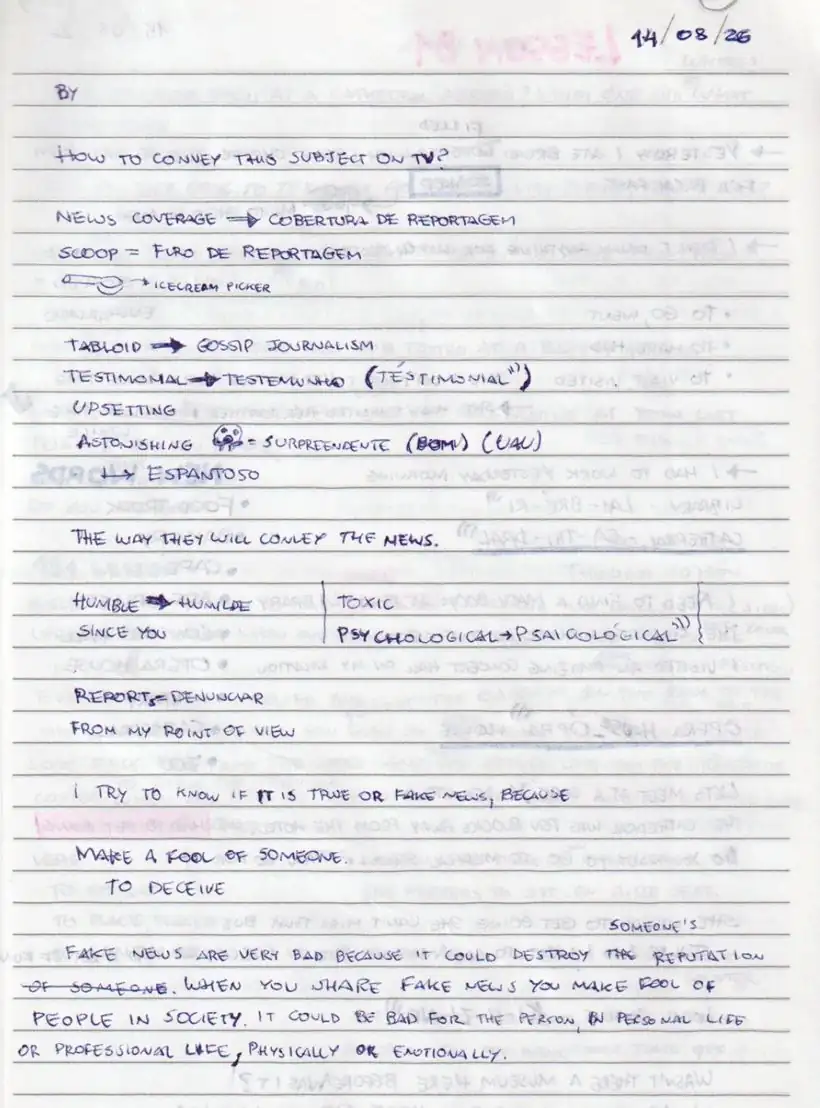 14/08/26
BY
HOW TO CONVEY THIS SUBJECT ON TV?
NEWS COVERAGE → COBERTURA DE REPORTAGEM
SCOOP = FURO DE REPORTAGEM
→ ICECREAM PICKER
TABLOID → GOSSIP JOURNALISM
TESTIMONIAL → TESTEMUNHO (TÉSTIMONIAL")
UPSETTING
ASTONISHING = SURPREENDENTE (BOM) (UAU)
↳ ESPANTOSO
THE WAY THEY WILL CONVEY THE NEWS.
HUMBLE → HUMILDE
SINCE YOU
TOXIC
PSYCHOLOGICAL → PSAICOLÓGICAL")
REPORTS = DENUNCIAR
FROM MY POINT OF VIEW
I TRY TO KNOW IF IT IS TRUE OR FAKE NEWS, BECAUSE
MAKE A FOOL OF SOMEONE.
TO DECEIVE
SOMEONE'S
FAKE NEWS ARE VERY BAD BECAUSE IT COULD DESTROY THE REPUTATION
OF SOMEONE. WHEN YOU SHARE FAKE NEWS YOU MAKE FOOL OF
PEOPLE IN SOCIETY. IT COULD BE BAD FOR THE PERSON, IN PERSONAL LIFE
OR PROFESSIONAL LIFE, PHYSICALLY OR EMOTIONALLY.